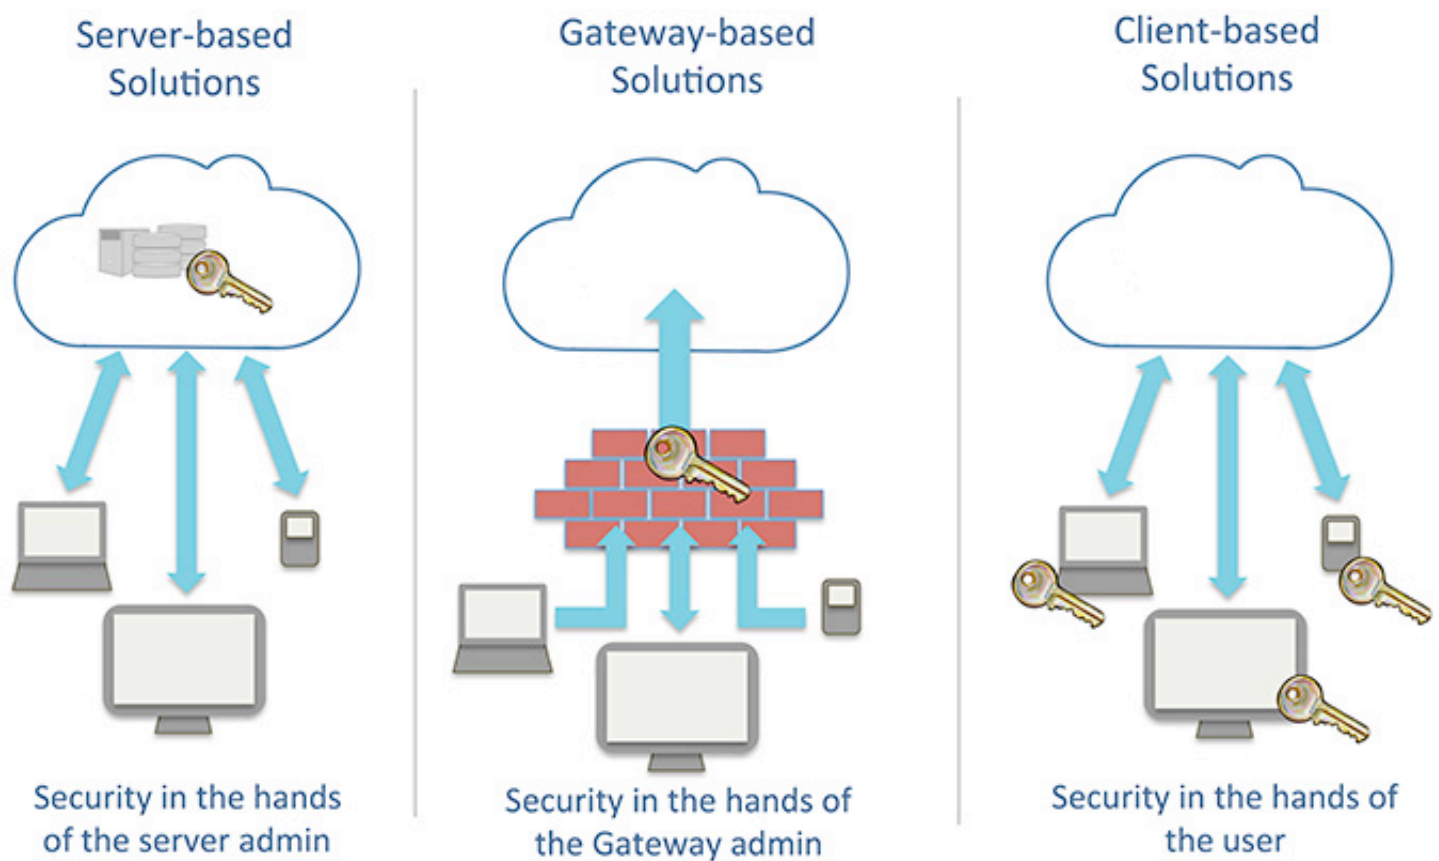 Server-based
Solutions
Security in the hands
of the server admin
Gateway-based
Solutions
Security in the hands of
the Gateway admin
Client-based
Solutions
Security in the hands of
the user